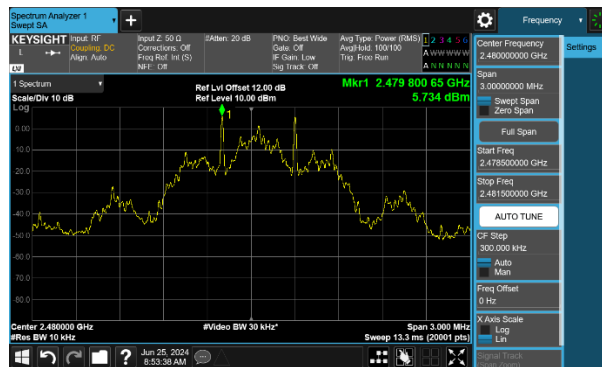 Spectrum Analyzer 1
Swept SA
Frequency
KEYSIGHT
L
Input: RF
Coupling: DC
Align: Auto
Input Z: 50 Ω
Corrections: Off
Freq Ref: Int (S)
NFE: Off
#Atten: 20 dB
PNO: Best Wide
Gate: Off
IF Gain: Low
Sig Track: Off
Avg Type: Power (RMS)
Avg|Hold: 100/100
Trig: Free Run
1 2 3 4 5 6
A W W W W W
A N N N N N
1 Spectrum
Scale/Div 10 dB
Log
Ref Lvl Offset 12.00 dB
Ref Level 10.00 dBm
Mkr1 2.479 800 65 GHz
5.734 dBm
1
0.00
-10.0
-20.0
-30.0
-40.0
-50.0
-60.0
-70.0
-80.0
Center 2.480000 GHz
#Res BW 10 kHz
#Video BW 30 kHz*
Span 3.000 MHz
Sweep 13.3 ms (20001 pts)
Jun 25, 2024
8:53:38 AM
Center Frequency
2.480000000 GHz
Settings
Span
3.00000000 MHz
Swept Span
Zero Span
Full Span
Start Freq
2.478500000 GHz
Stop Freq
2.481500000 GHz
AUTO TUNE
CF Step
300.000 kHz
Auto
Man
Freq Offset
0 Hz
X Axis Scale
Log
Lin
Signal Track
(Span Zoom)